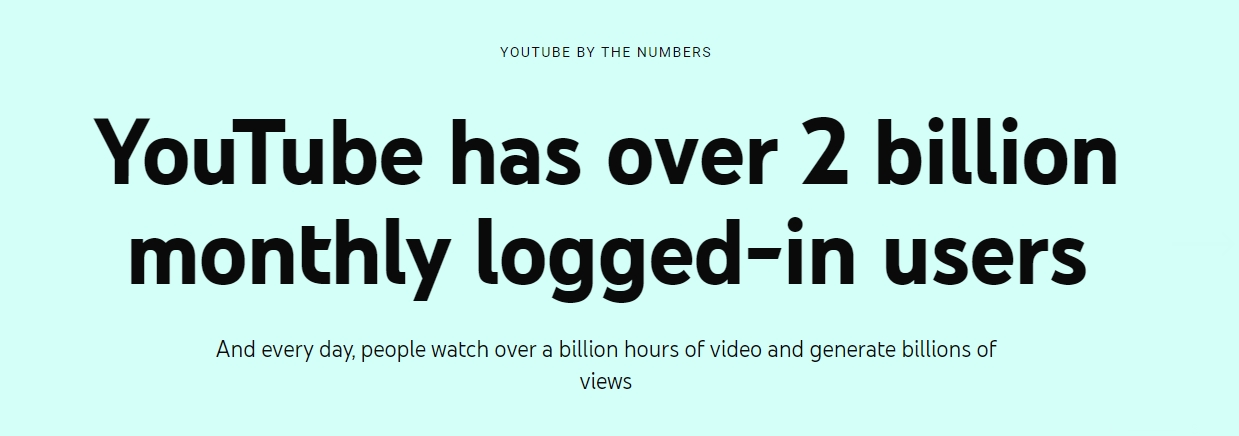 YOUTUBE BY THE NUMBERS
YouTube has over 2 billion
monthly logged-in users
And every day, people watch over a billion hours of video and generate billions of
views